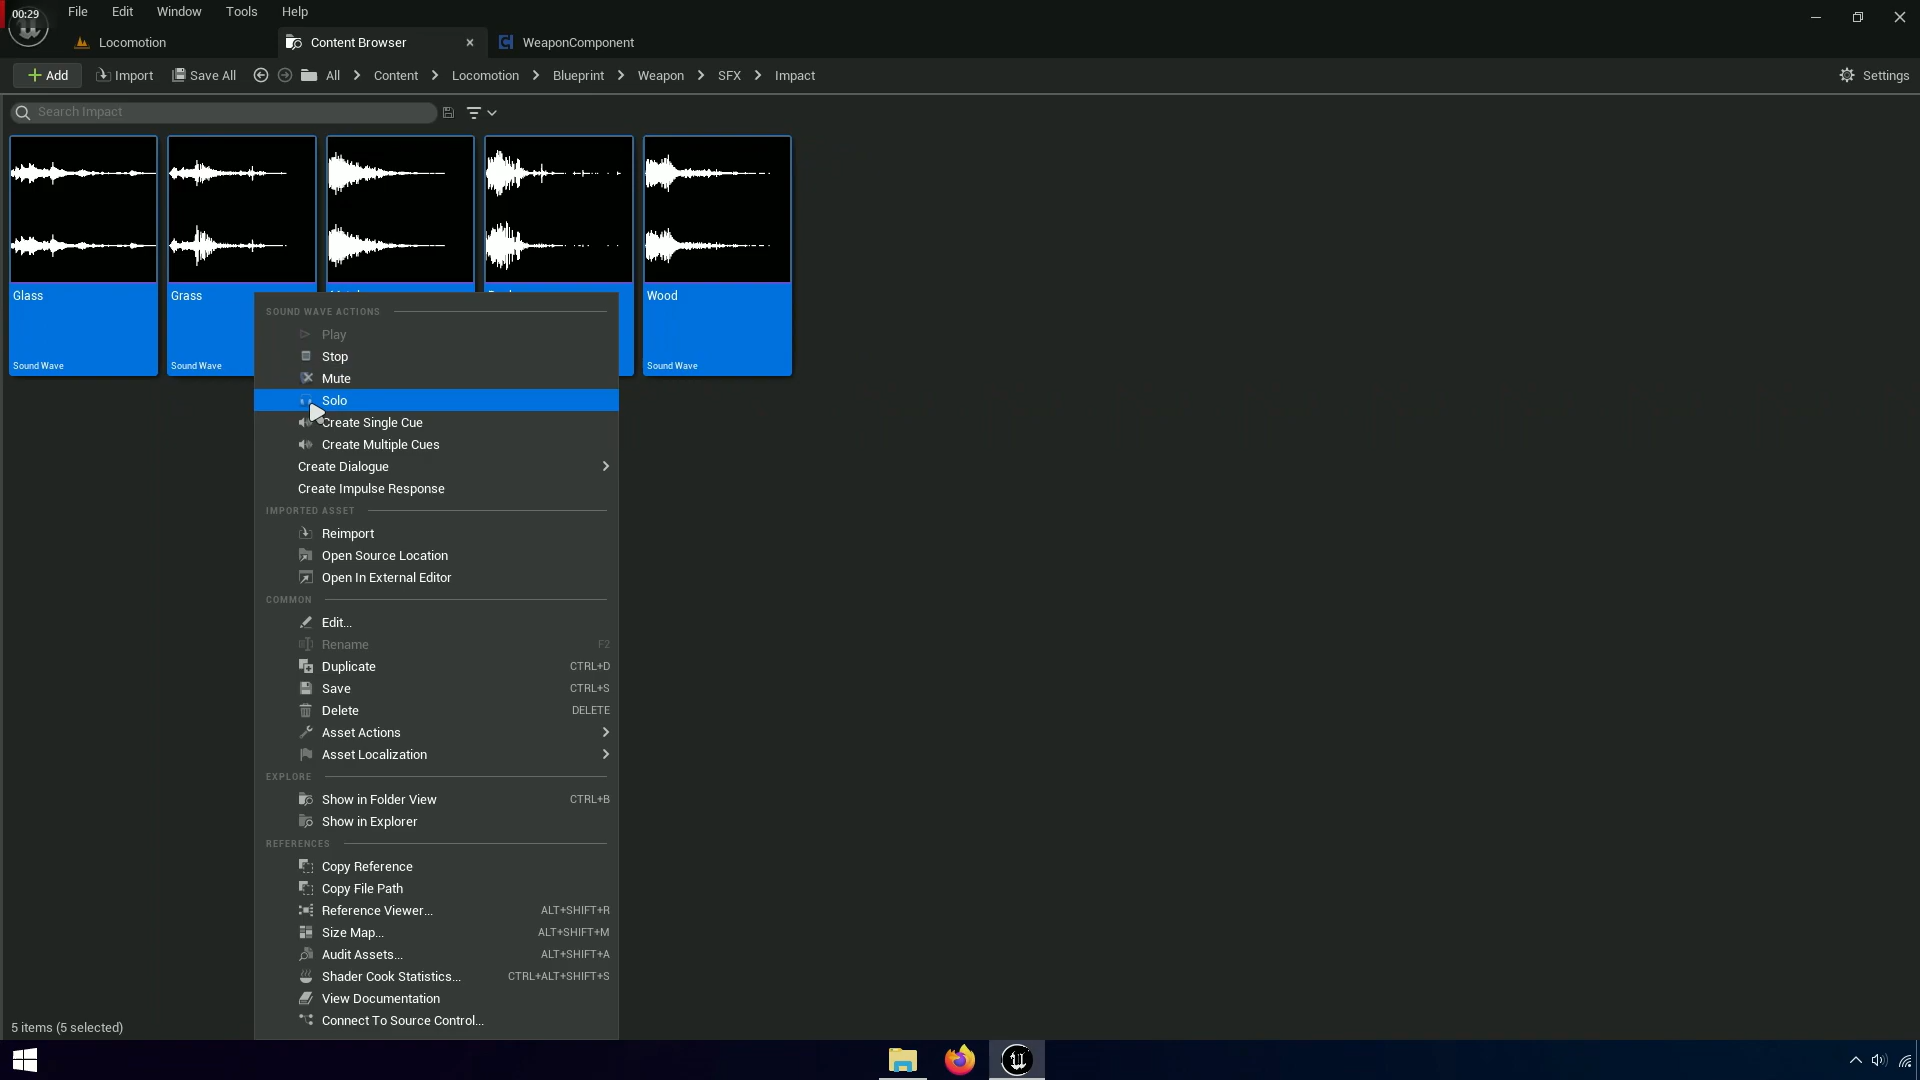 00:29
File Edit Window Tools Help
Locomotion Content Browser WeaponComponent
Add Import Save All All Content Locomotion Blueprint Weapon SFX Impact Settings
Search Impact
Glass Grass Wood
Sound Wave Sound Wave Sound Wave
SOUND WAVE ACTIONS
Play
Stop
Mute
Solo
Create Single Cue
Create Multiple Cues
Create Dialogue
Create Impulse Response
IMPORTED ASSET
Reimport
Open Source Location
Open In External Editor
COMMON
Edit...
Rename F2
Duplicate CTRL+D
Save CTRL+S
Delete DELETE
Asset Actions
Asset Localization
EXPLORE
Show in Folder View CTRL+B
Show in Explorer
REFERENCES
Copy Reference
Copy File Path
Reference Viewer... ALT+SHIFT+R
Size Map... ALT+SHIFT+M
Audit Assets... ALT+SHIFT+A
Shader Cook Statistics... CTRL+ALT+SHIFT+S
View Documentation
Connect To Source Control...
5 items (5 selected)